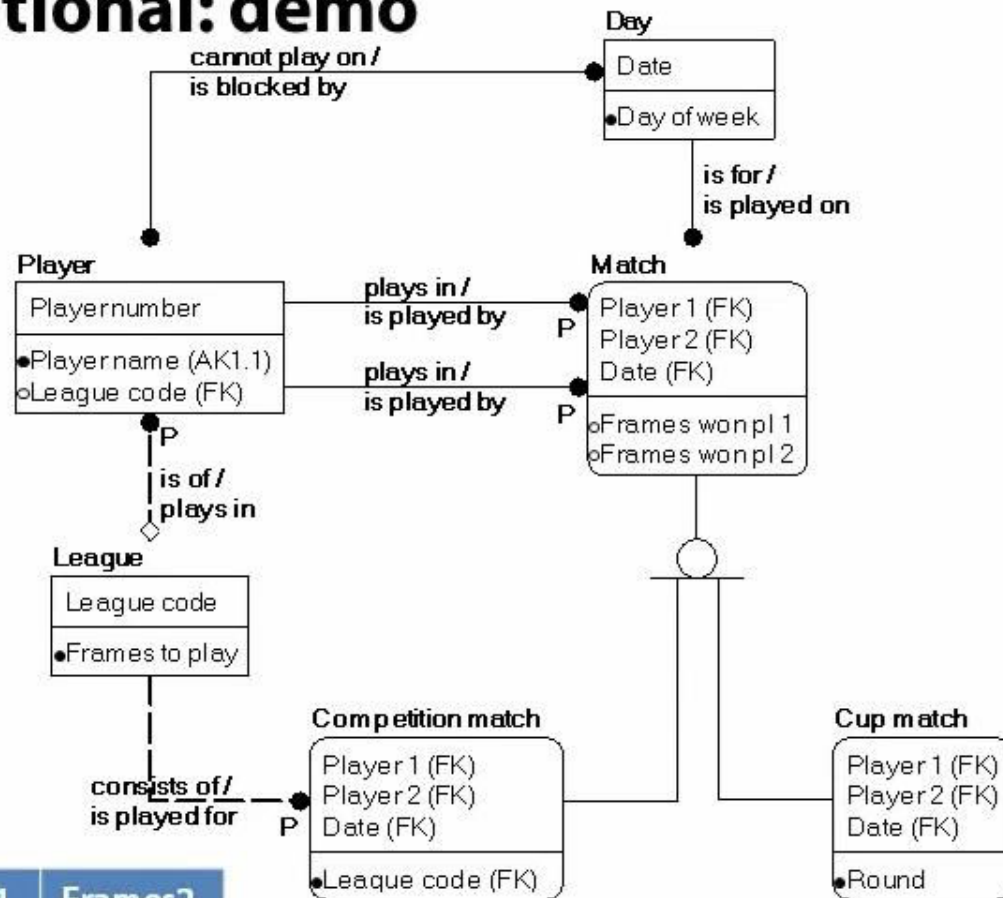 tional: demo
Day
Date
Day of week
cannot play on /
is blocked by
is for /
is played on
Player
Player number
Player name (AK1.1)
League code (FK)
plays in /
is played by
P
plays in /
is played by
P
Match
Player 1 (FK)
Player 2 (FK)
Date (FK)
Frames won pl 1
Frames won pl 2
P
is of /
plays in
League
League code
Frames to play
consists of /
is played for
P
Competition match
Player 1 (FK)
Player 2 (FK)
Date (FK)
League code (FK)
Cup match
Player 1 (FK)
Player 2 (FK)
Date (FK)
Round
Frames2